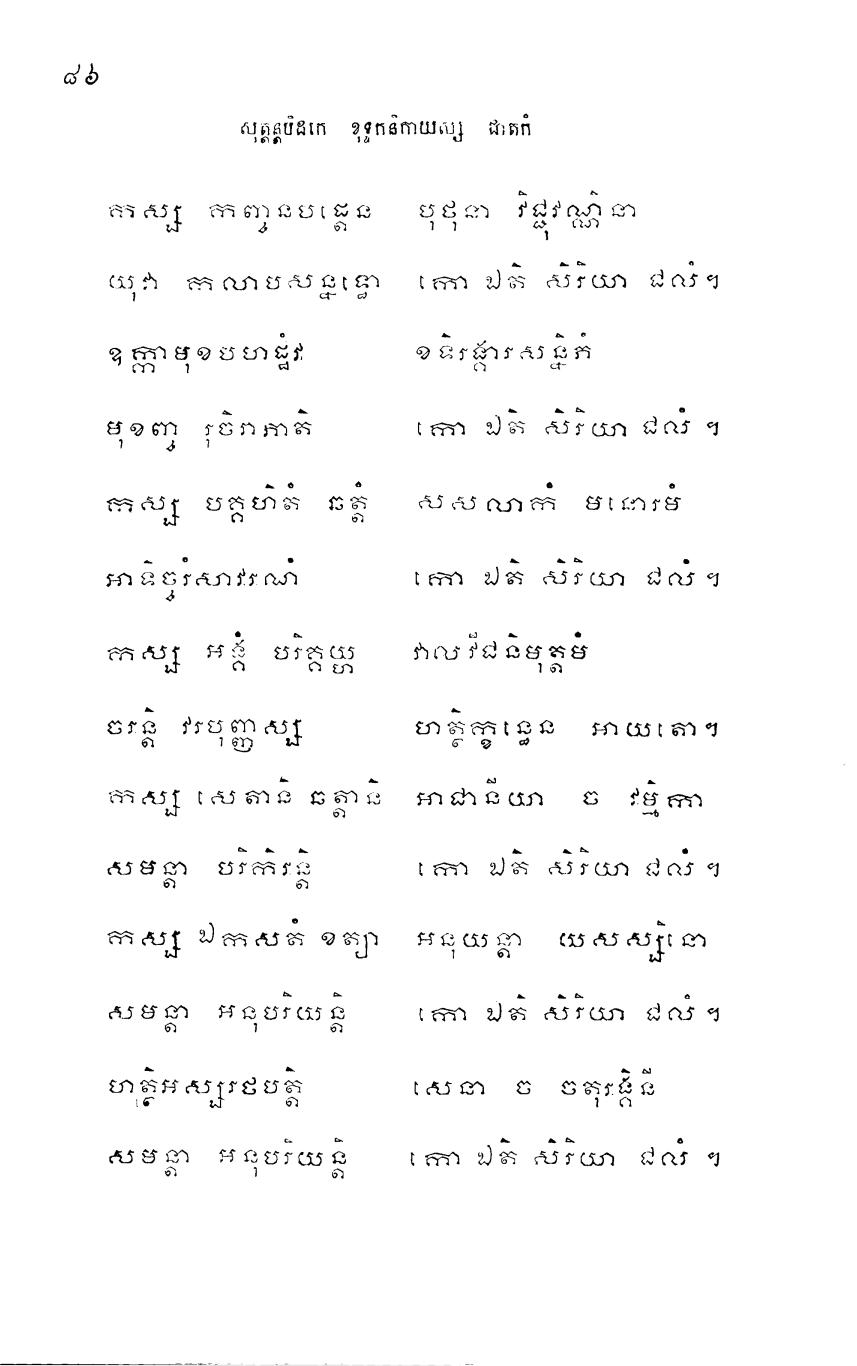 ៨៦
សុត្តន្តបិដកេ ខុទ្ទកនិកាយស្ស ជាតកំ
កស្ស កញ្ចនបដ្តេន បុថុនា វិជ្ជុវណ្ណិនា
យុវា កលាបសន្នទ្ធោ កោ ឯតិ សិរិយា ជលំ។
ឧក្កាមុខបហដ្ឋំវ ខទិរង្គារសន្និភំ
មុខញ្ច រុចិរាភាតិ កោ ឯតិ សិរិយា ជលំ ។
កស្ស បគ្គហិតំ ឆត្តំ សសលាកំ មនោរមំ
អាទិច្ចរំសាវរណំ កោ ឯតិ សិរិយា ជលំ ។
កស្ស អង្គំ បរិគ្គយ្ហ វាលវីជនិមុត្តមំ
ចរន្តិ វរបុញ្ញស្ស ហត្ថិក្ខន្ធេន អាយតោ។
កស្ស សេតានិ ឆត្តានិ អាជានីយា ច វម្មិកា
សមន្តា បរិកិរន្តិ កោ ឯតិ សិរិយា ជលំ ។
កស្ស ឯកសតំ ខត្យា អនុយន្តា យសស្សិនោ
សមន្តា អនុបរិយន្តិ កោ ឯតិ សិរិយា ជលំ ។
ហត្ថិអស្សរថបត្តិ សេនា ច ចតុរង្គិនី
សមន្តា អនុបរិយន្តិ កោ ឯតិ សិរិយា ជលំ ។